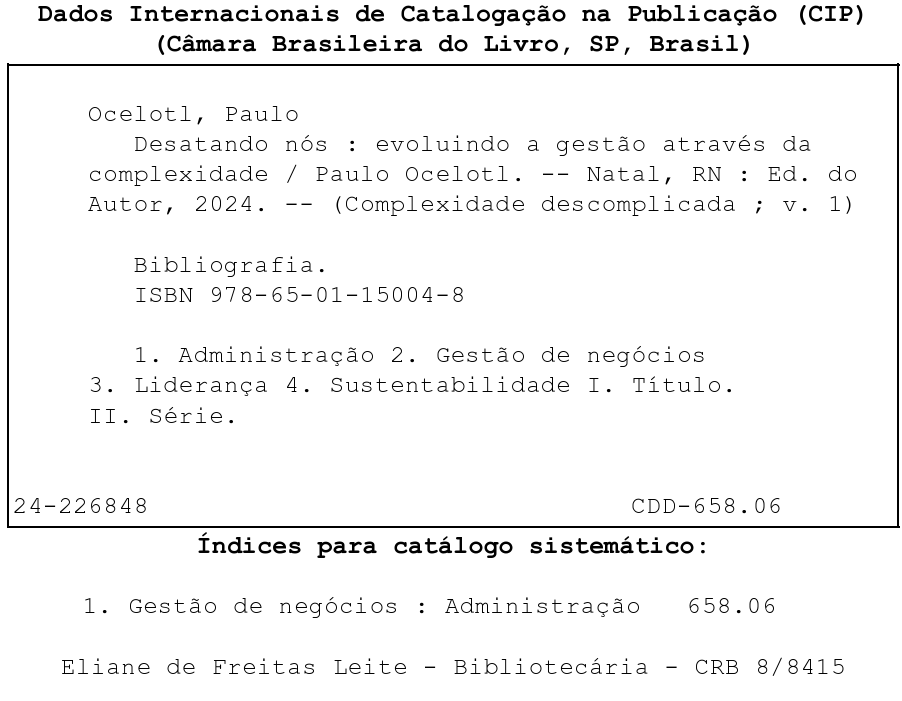 Dados Internacionais de Catalogação na Publicação (CIP)
(Câmara Brasileira do Livro, SP, Brasil)
Ocelotl, Paulo
Desatando nós : evoluindo a gestão através da
complexidade / Paulo Ocelotl. -- Natal, RN : Ed. do
Autor, 2024. -- (Complexidade descomplicada ; v. 1)
Bibliografia.
ISBN 978-65-01-15004-8
1. Administração 2. Gestão de negócios
3. Liderança 4. Sustentabilidade I. Título.
II. Série.
24-226848 CDD-658.06
Índices para catálogo sistemático:
1. Gestão de negócios : Administração 658.06
Eliane de Freitas Leite - Bibliotecária - CRB 8/8415